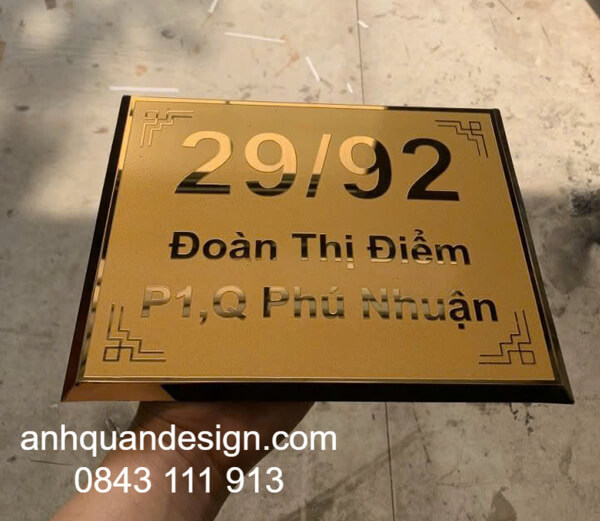 29/92
Đoàn Thị Điểm
P1,Q Phú Nhuận
anhquandesign.com
0843 111 913